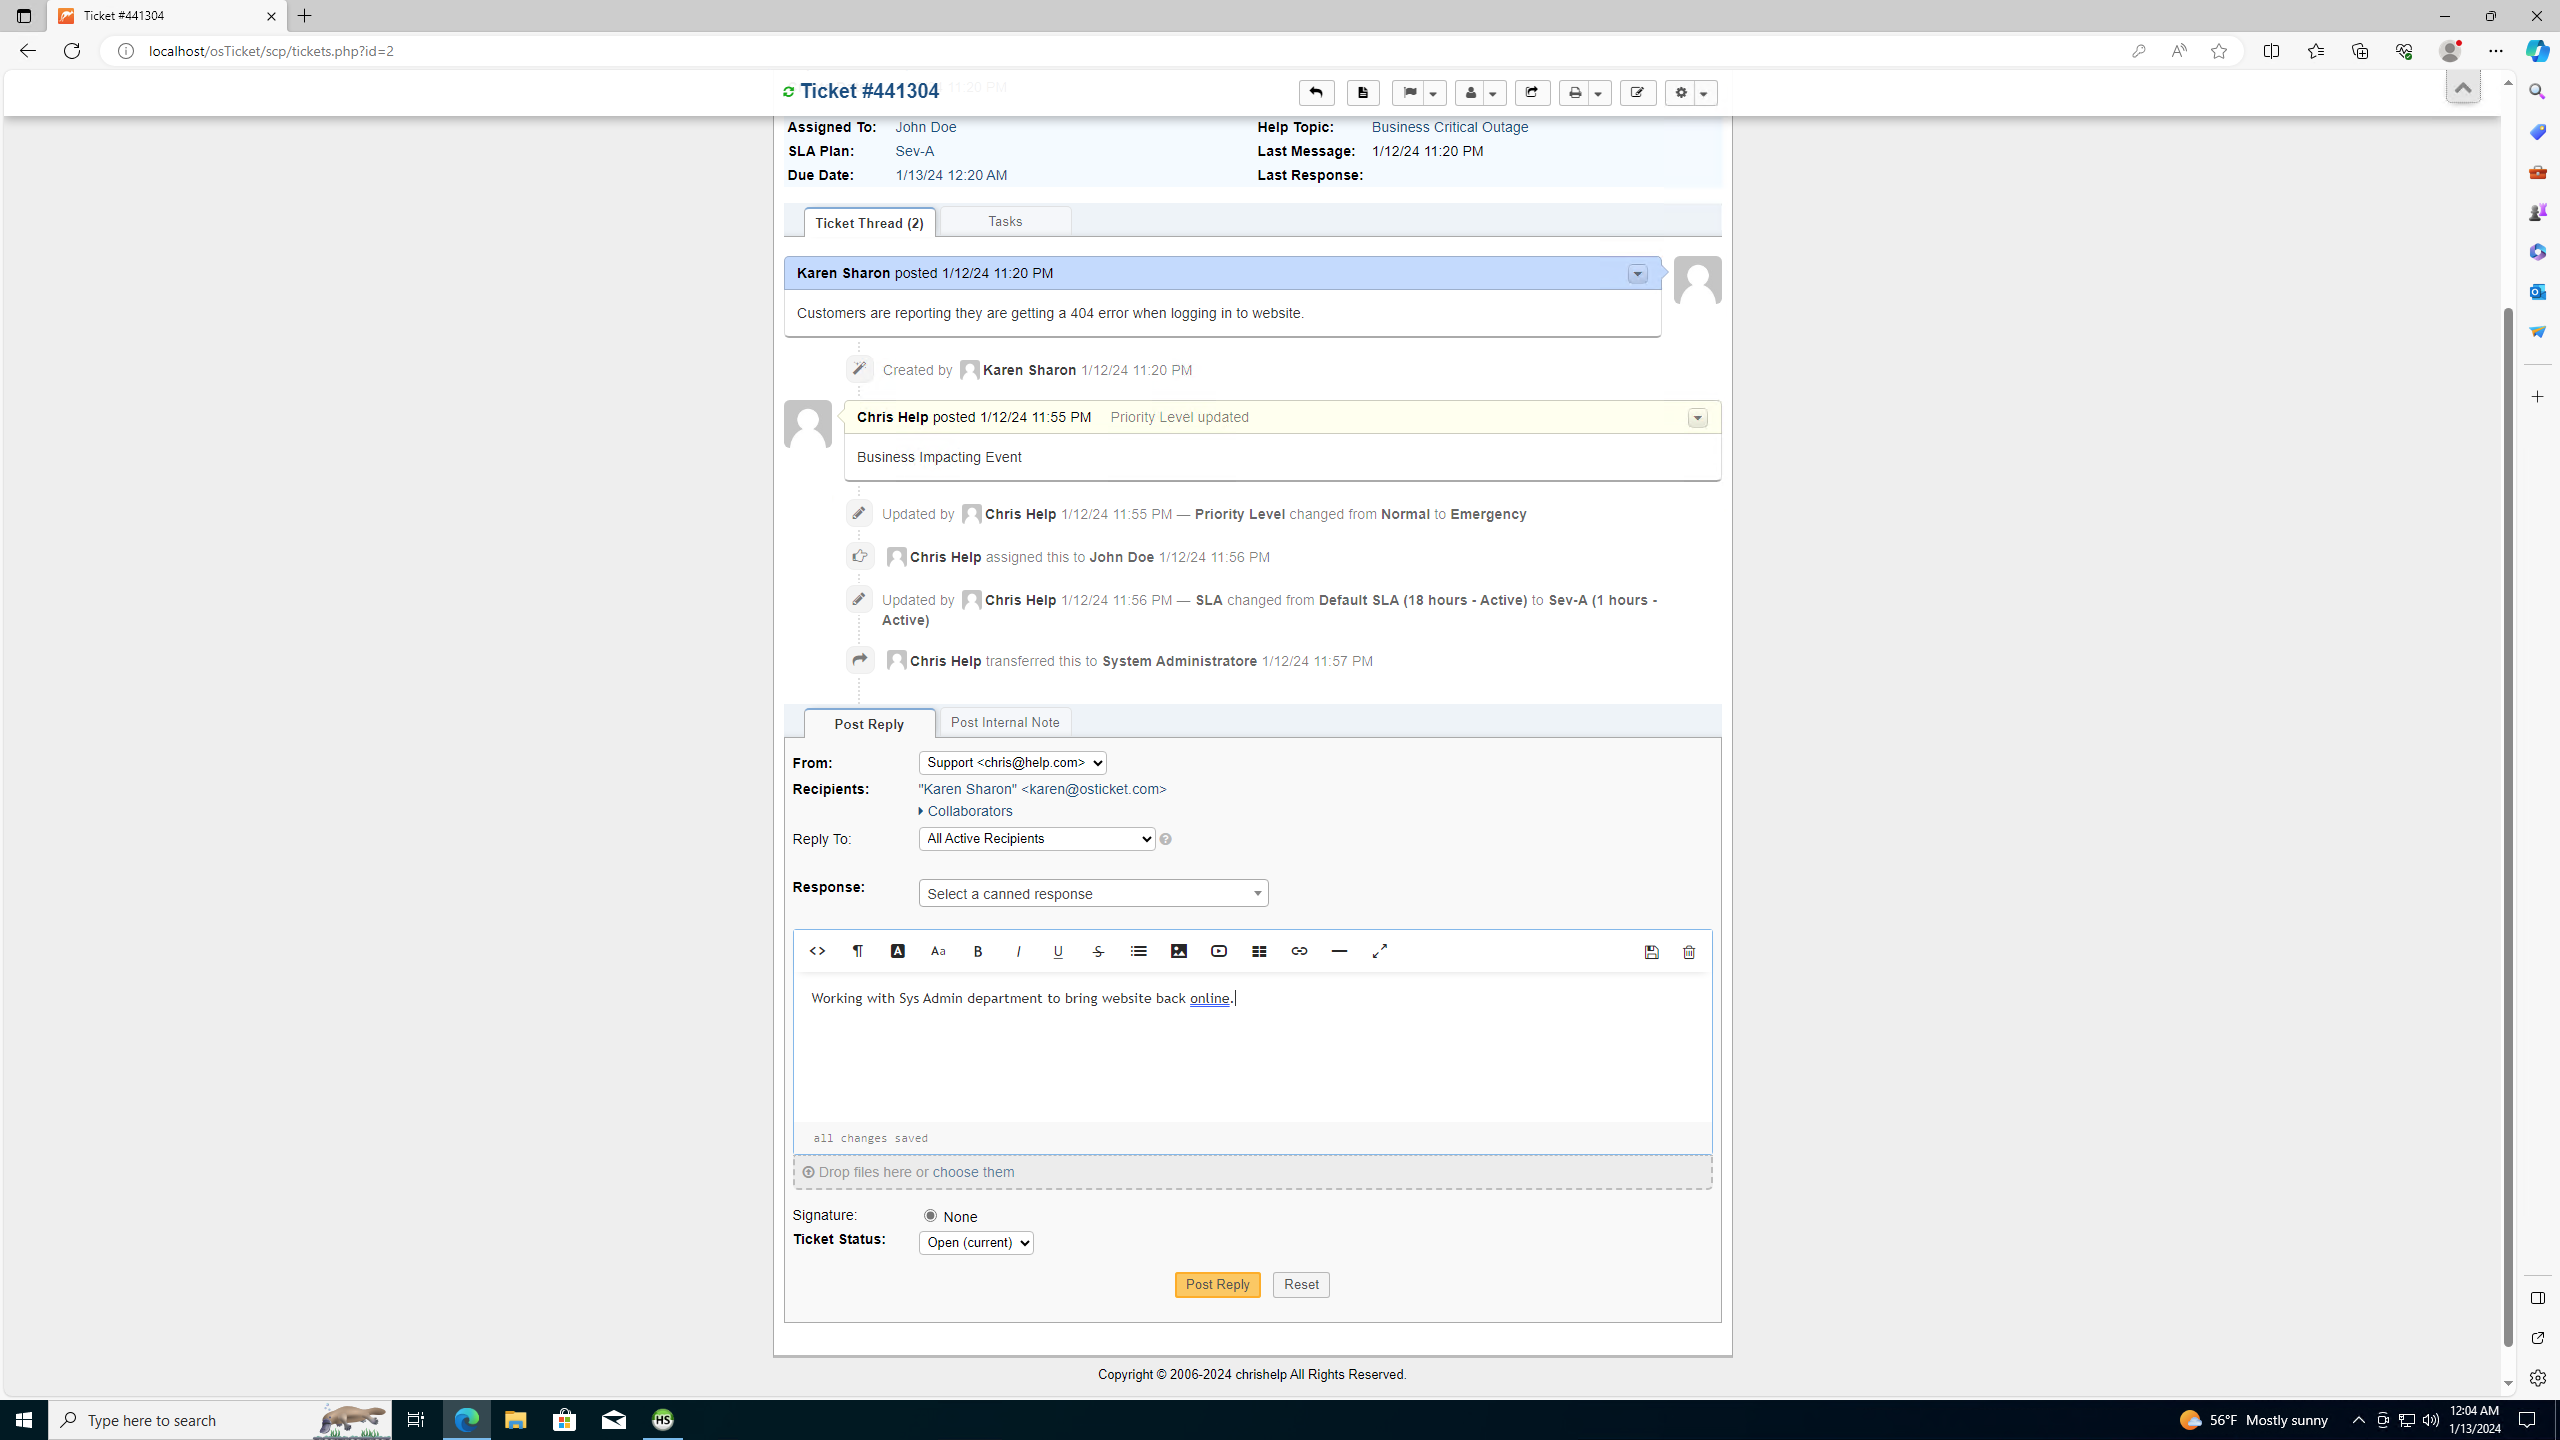 Ticket #441304
localhost/osTicket/scp/tickets.php?id=2
Ticket #441304
11:20 PM
Assigned To: John Doe Help Topic: Business Critical Outage
SLA Plan: Sev-A Last Message: 1/12/24 11:20 PM
Due Date: 1/13/24 12:20 AM Last Response:
Ticket Thread (2) Tasks
Karen Sharon posted 1/12/24 11:20 PM
Customers are reporting they are getting a 404 error when logging in to website.
Created by Karen Sharon 1/12/24 11:20 PM
Chris Help posted 1/12/24 11:55 PM Priority Level updated
Business Impacting Event
Updated by Chris Help 1/12/24 11:55 PM — Priority Level changed from Normal to Emergency
Chris Help assigned this to John Doe 1/12/24 11:56 PM
Updated by Chris Help 1/12/24 11:56 PM — SLA changed from Default SLA (18 hours - Active) to Sev-A (1 hours -
Active)
Chris Help transferred this to System Administratore 1/12/24 11:57 PM
Post Reply Post Internal Note
From: Support <chris@help.com>
Recipients: "Karen Sharon" <karen@osticket.com>
Collaborators
Reply To: All Active Recipients
Response: Select a canned response
Aa B I U S
Working with Sys Admin department to bring website back online.
all changes saved
Drop files here or choose them
Signature: None
Ticket Status: Open (current)
Post Reply Reset
Copyright © 2006-2024 chrishelp All Rights Reserved.
Type here to search
HS
56°F Mostly sunny
12:04 AM
1/13/2024